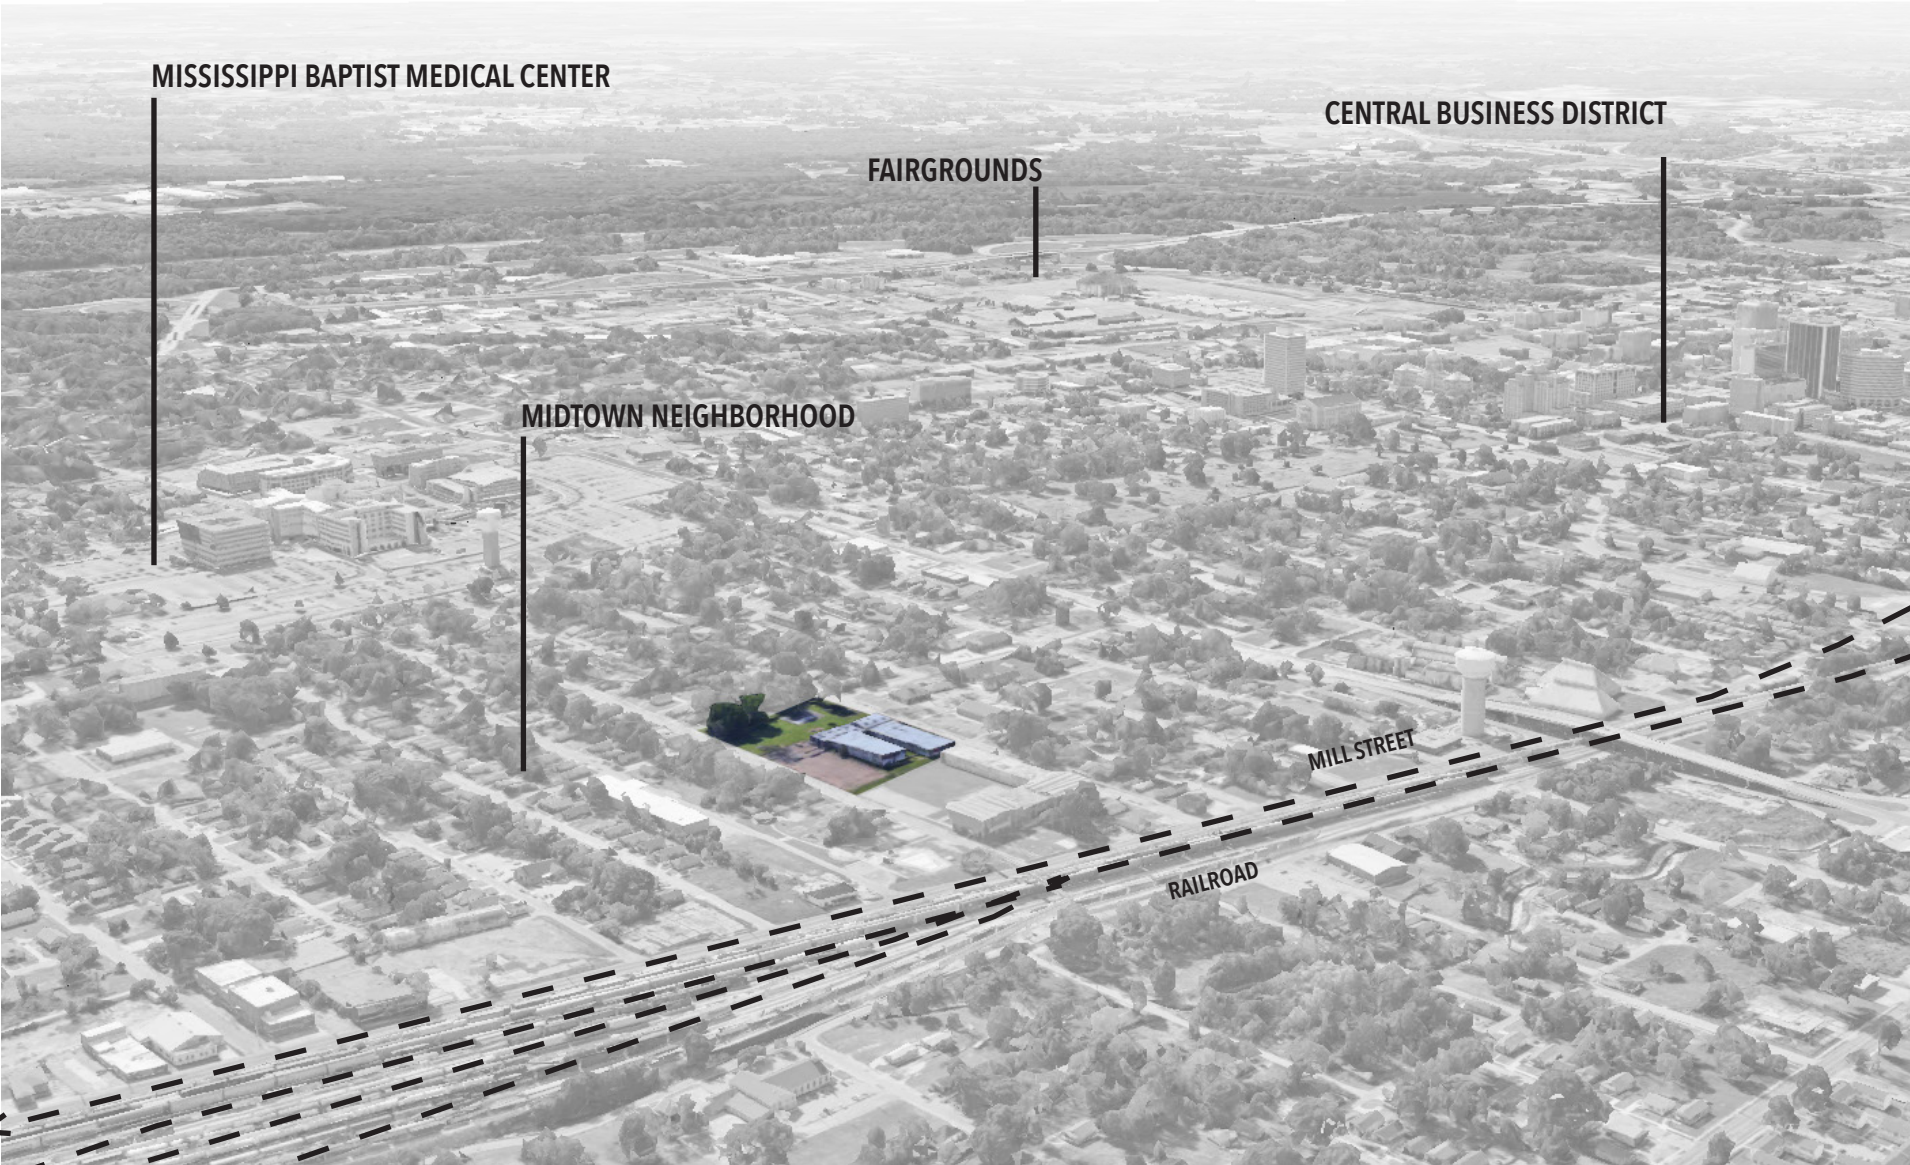 MISSISSIPPI BAPTIST MEDICAL CENTER
CENTRAL BUSINESS DISTRICT
FAIRGROUNDS
MIDTOWN NEIGHBORHOOD
MILL STREET
RAILROAD